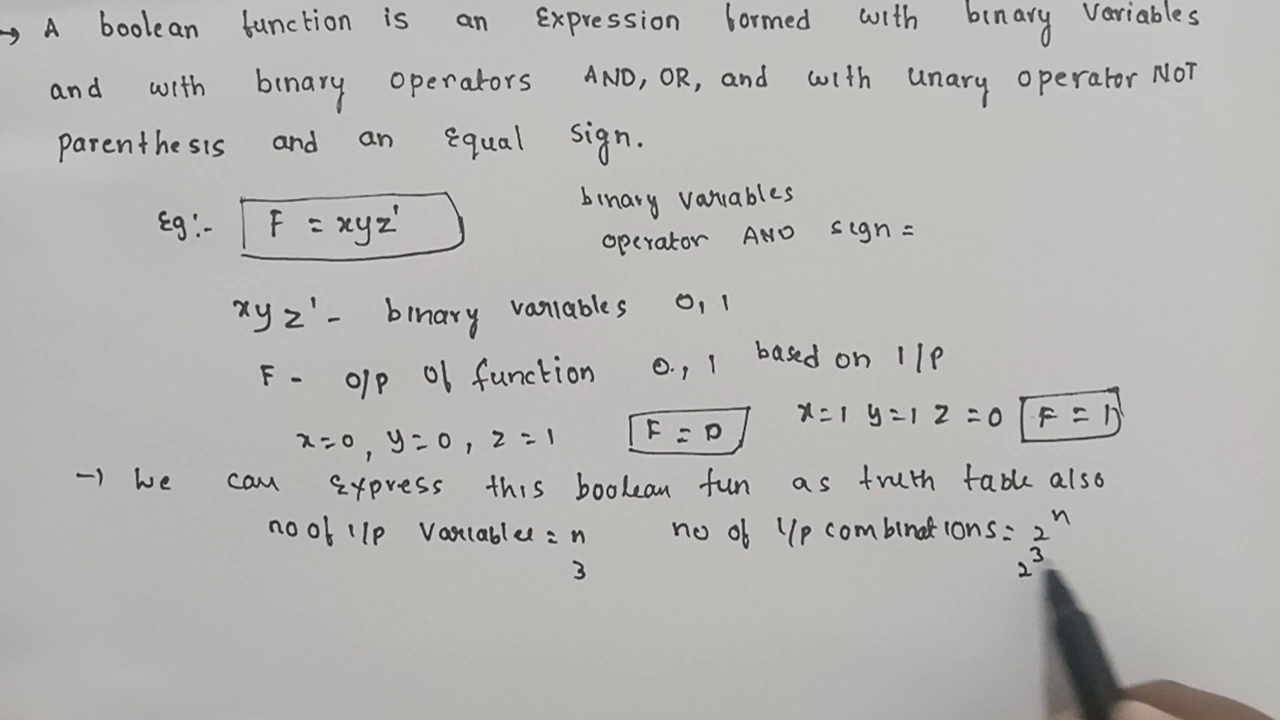 → A boolean function is an Expression formed with binary Variables
and with binary operators AND, OR, and with unary operator NOT
parenthesis and an Equal sign.
Eg:- F = xyz'
binary variables
operator AND sign =
xyz' - binary variables 0, 1
F - o/p of function 0, 1 based on I/P
x=0, y=0, z=1 F=0 x=1 y=1 z=0 F=1
→ We can Express this boolean fun as truth table also
no of i/p Variables = n no of i/p combinations = 2ⁿ
3 2³